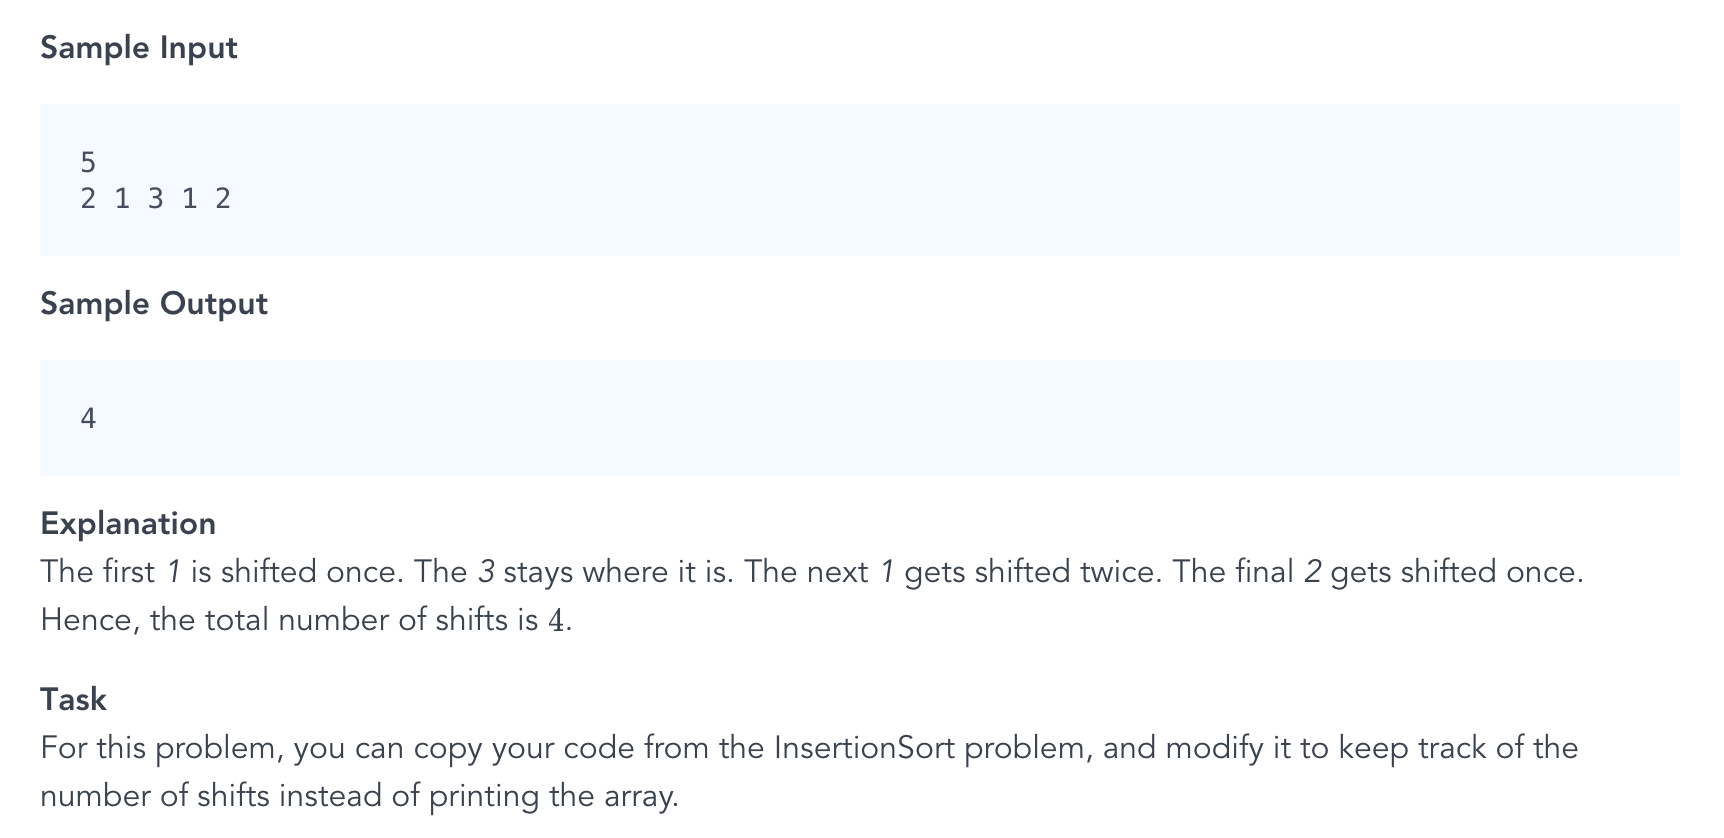 Sample Input
5
2 1 3 1 2
Sample Output
4
Explanation
The first 1 is shifted once. The 3 stays where it is. The next 1 gets shifted twice. The final 2 gets shifted once.
Hence, the total number of shifts is 4.
Task
For this problem, you can copy your code from the InsertionSort problem, and modify it to keep track of the
number of shifts instead of printing the array.